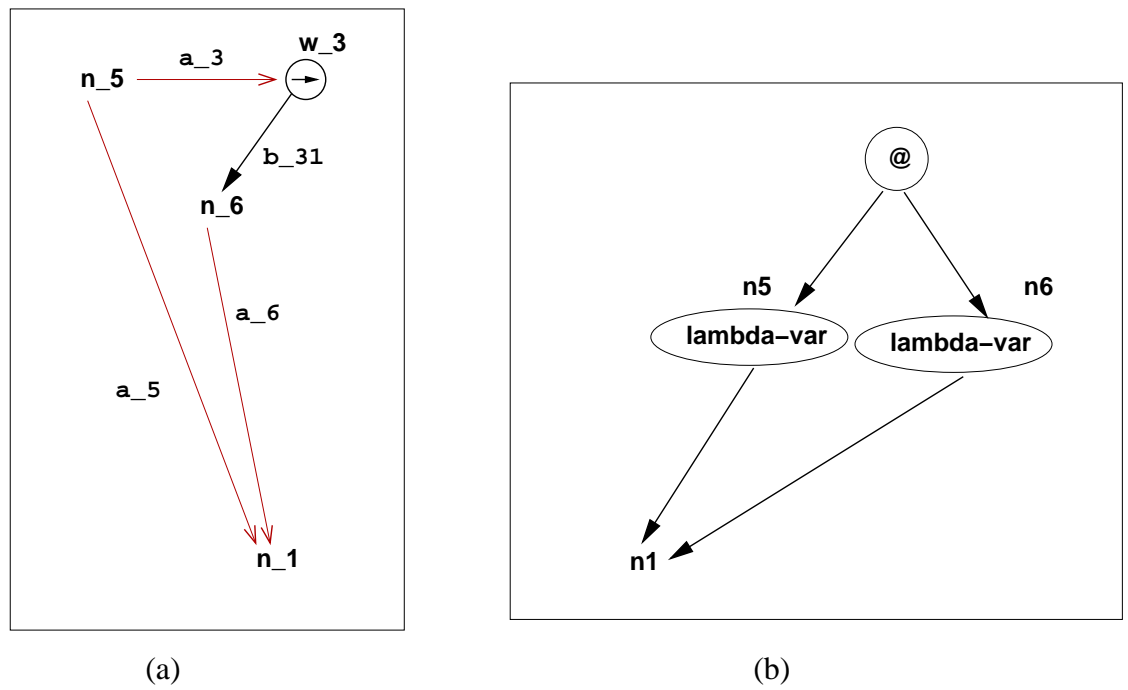 w_3
a_3
n_5
b_31
n_6
a_6
a_5
n_1
(a)
@
n5
n6
lambda–var
lambda–var
n1
(b)